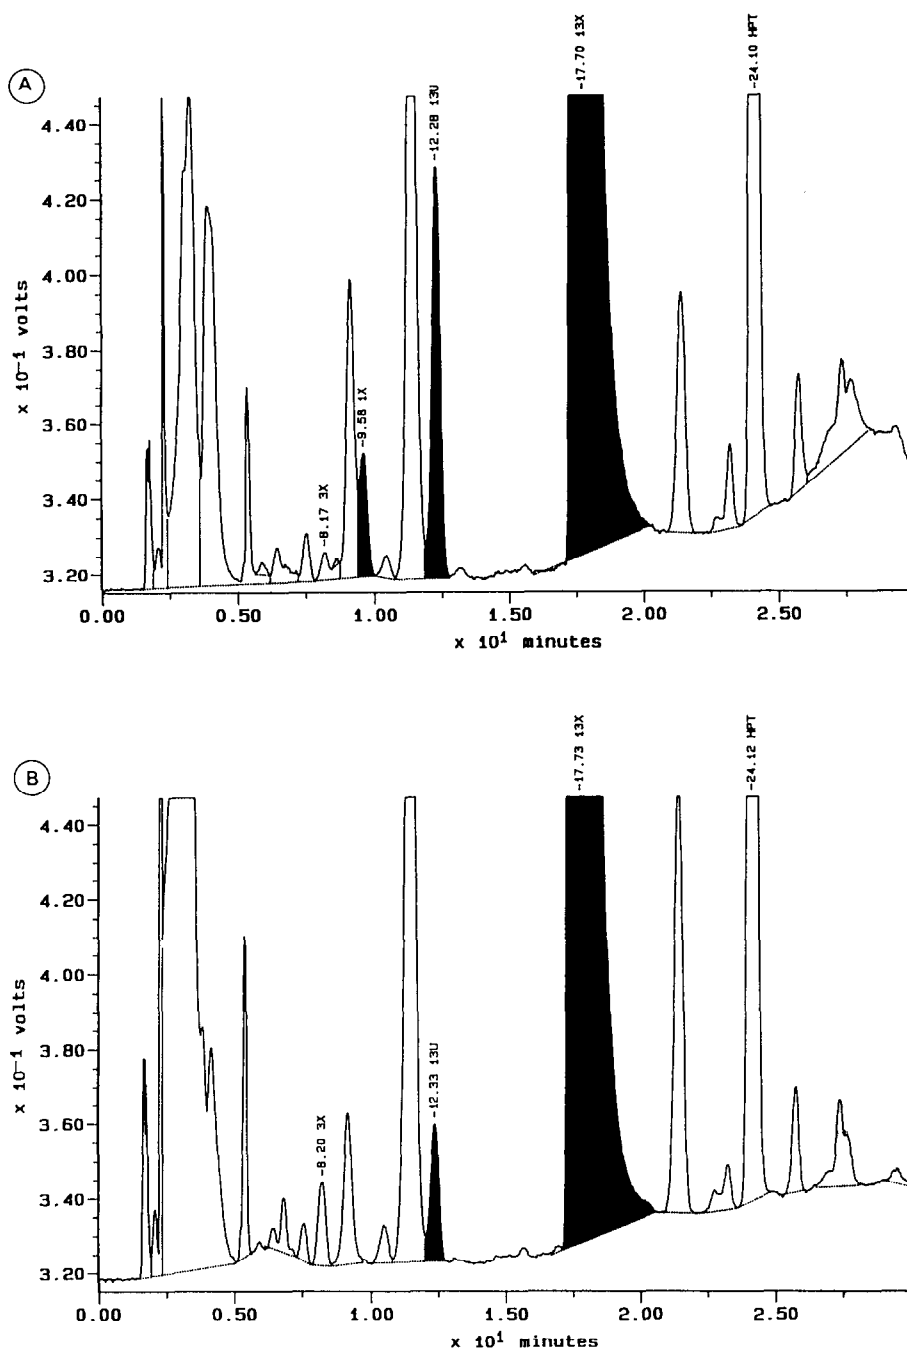 A
-17.70 13X
-24.10 HPT
-12.28 13U
-9.58 1X
-8.17 3X
4.40
4.20
4.00
3.80
3.60
3.40
3.20
x 10-1 volts
0.00 0.50 1.00 1.50 2.00 2.50
x 10¹ minutes
B
-17.73 13X
-24.12 HPT
-12.33 13U
-8.20 3X
4.40
4.20
4.00
3.80
3.60
3.40
3.20
x 10-1 volts
0.00 0.50 1.00 1.50 2.00 2.50
x 10¹ minutes